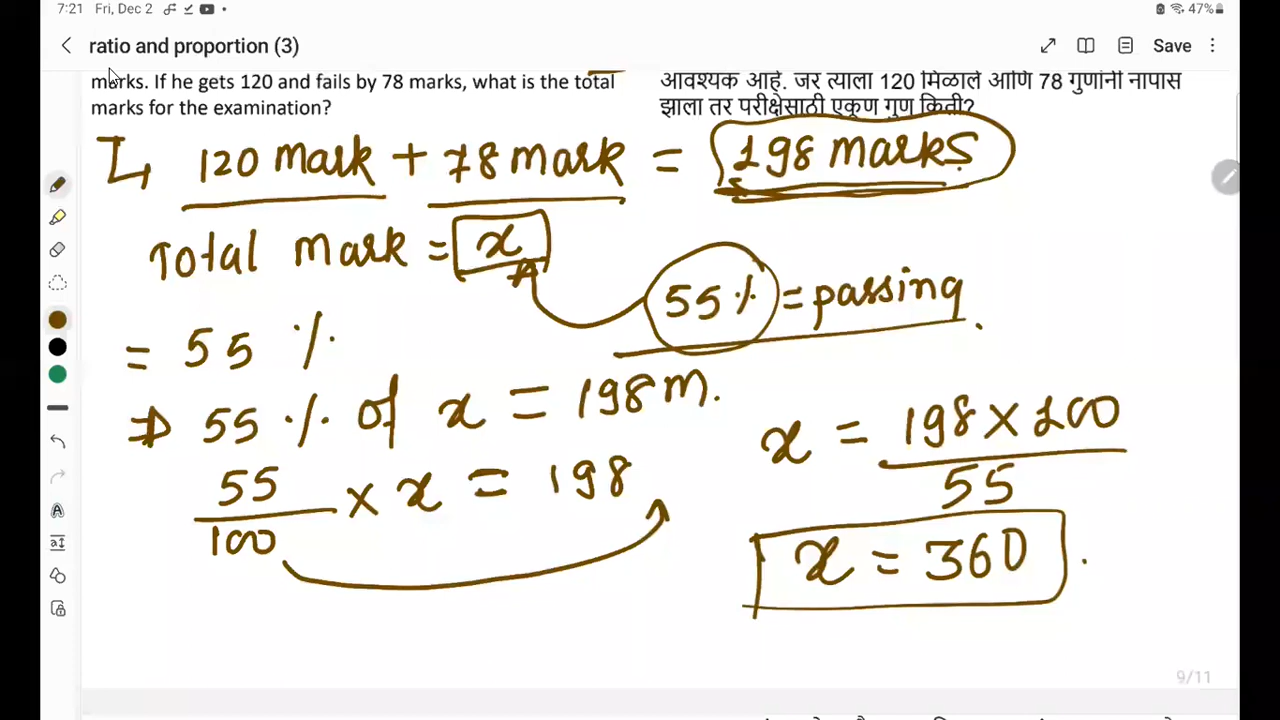 7:21 Fri, Dec 2 47%
ratio and proportion (3) Save
marks. If he gets 120 and fails by 78 marks, what is the total
marks for the examination?
आवश्यक आहे. जर त्याला 120 मिळाले आणि 78 गुणांनी नापास
झाला तर परीक्षेसाठी एकूण गुण किती?
120 mark + 78 mark = 198 marks.
Total mark = x
55% = passing.
= 55 %
⇒ 55 % of x = 198 m.
55/100 × x = 198
x = 198 × 100 / 55
x = 360.
9/11